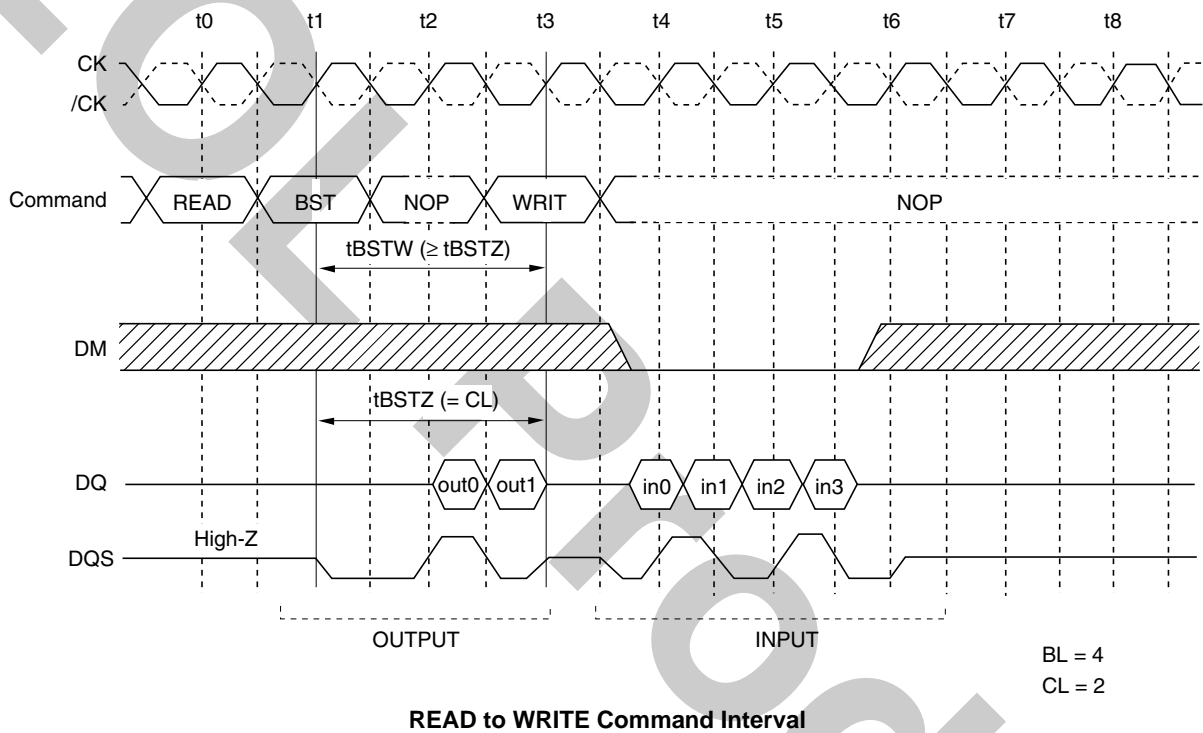 t0 t1 t2 t3 t4 t5 t6 t7 t8
CK
/CK
Command READ BST NOP WRIT NOP
tBSTW (≥ tBSTZ)
DM
tBSTZ (= CL)
DQ out0 out1 in0 in1 in2 in3
High-Z
DQS
OUTPUT INPUT
BL = 4
CL = 2
READ to WRITE Command Interval